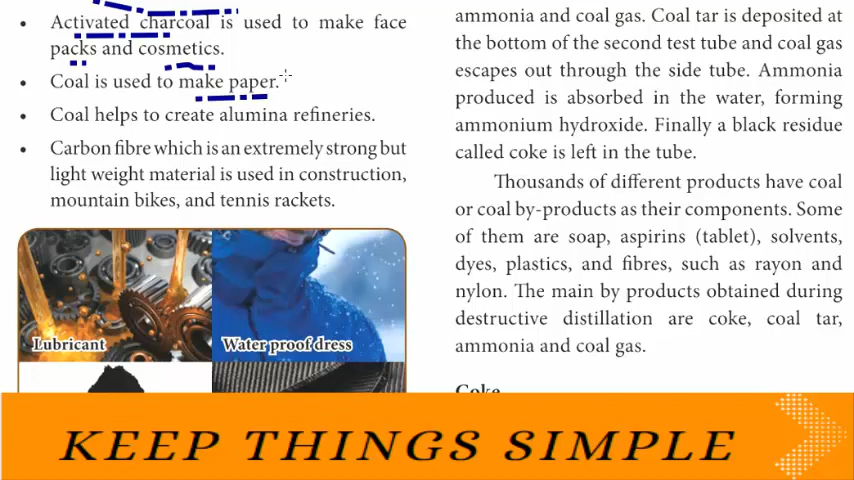 • Activated charcoal is used to make face
packs and cosmetics.
• Coal is used to make paper.
• Coal helps to create alumina refineries.
• Carbon fibre which is an extremely strong but
light weight material is used in construction,
mountain bikes, and tennis rackets.
Lubricant
Water proof dress
ammonia and coal gas. Coal tar is deposited at
the bottom of the second test tube and coal gas
escapes out through the side tube. Ammonia
produced is absorbed in the water, forming
ammonium hydroxide. Finally a black residue
called coke is left in the tube.
Thousands of different products have coal
or coal by-products as their components. Some
of them are soap, aspirins (tablet), solvents,
dyes, plastics, and fibres, such as rayon and
nylon. The main by products obtained during
destructive distillation are coke, coal tar,
ammonia and coal gas.
Coke
KEEP THINGS SIMPLE